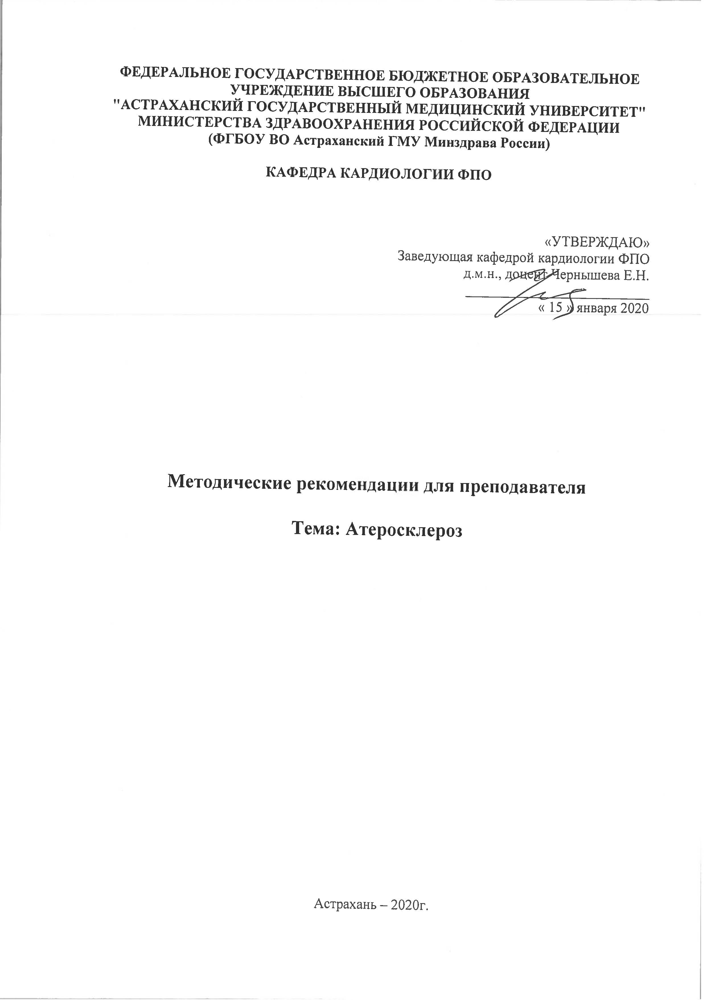 ФЕДЕРАЛЬНОЕ ГОСУДАРСТВЕННОЕ БЮДЖЕТНОЕ ОБРАЗОВАТЕЛЬНОЕ
УЧРЕЖДЕНИЕ ВЫСШЕГО ОБРАЗОВАНИЯ
"АСТРАХАНСКИЙ ГОСУДАРСТВЕННЫЙ МЕДИЦИНСКИЙ УНИВЕРСИТЕТ"
МИНИСТЕРСТВА ЗДРАВООХРАНЕНИЯ РОССИЙСКОЙ ФЕДЕРАЦИИ
(ФГБОУ ВО Астраханский ГМУ Минздрава России)
КАФЕДРА КАРДИОЛОГИИ ФПО
«УТВЕРЖДАЮ»
Заведующая кафедрой кардиологии ФПО
д.м.н., доцент Чернышева Е.Н.
« 15 » января 2020
Методические рекомендации для преподавателя
Тема: Атеросклероз
Астрахань – 2020г.